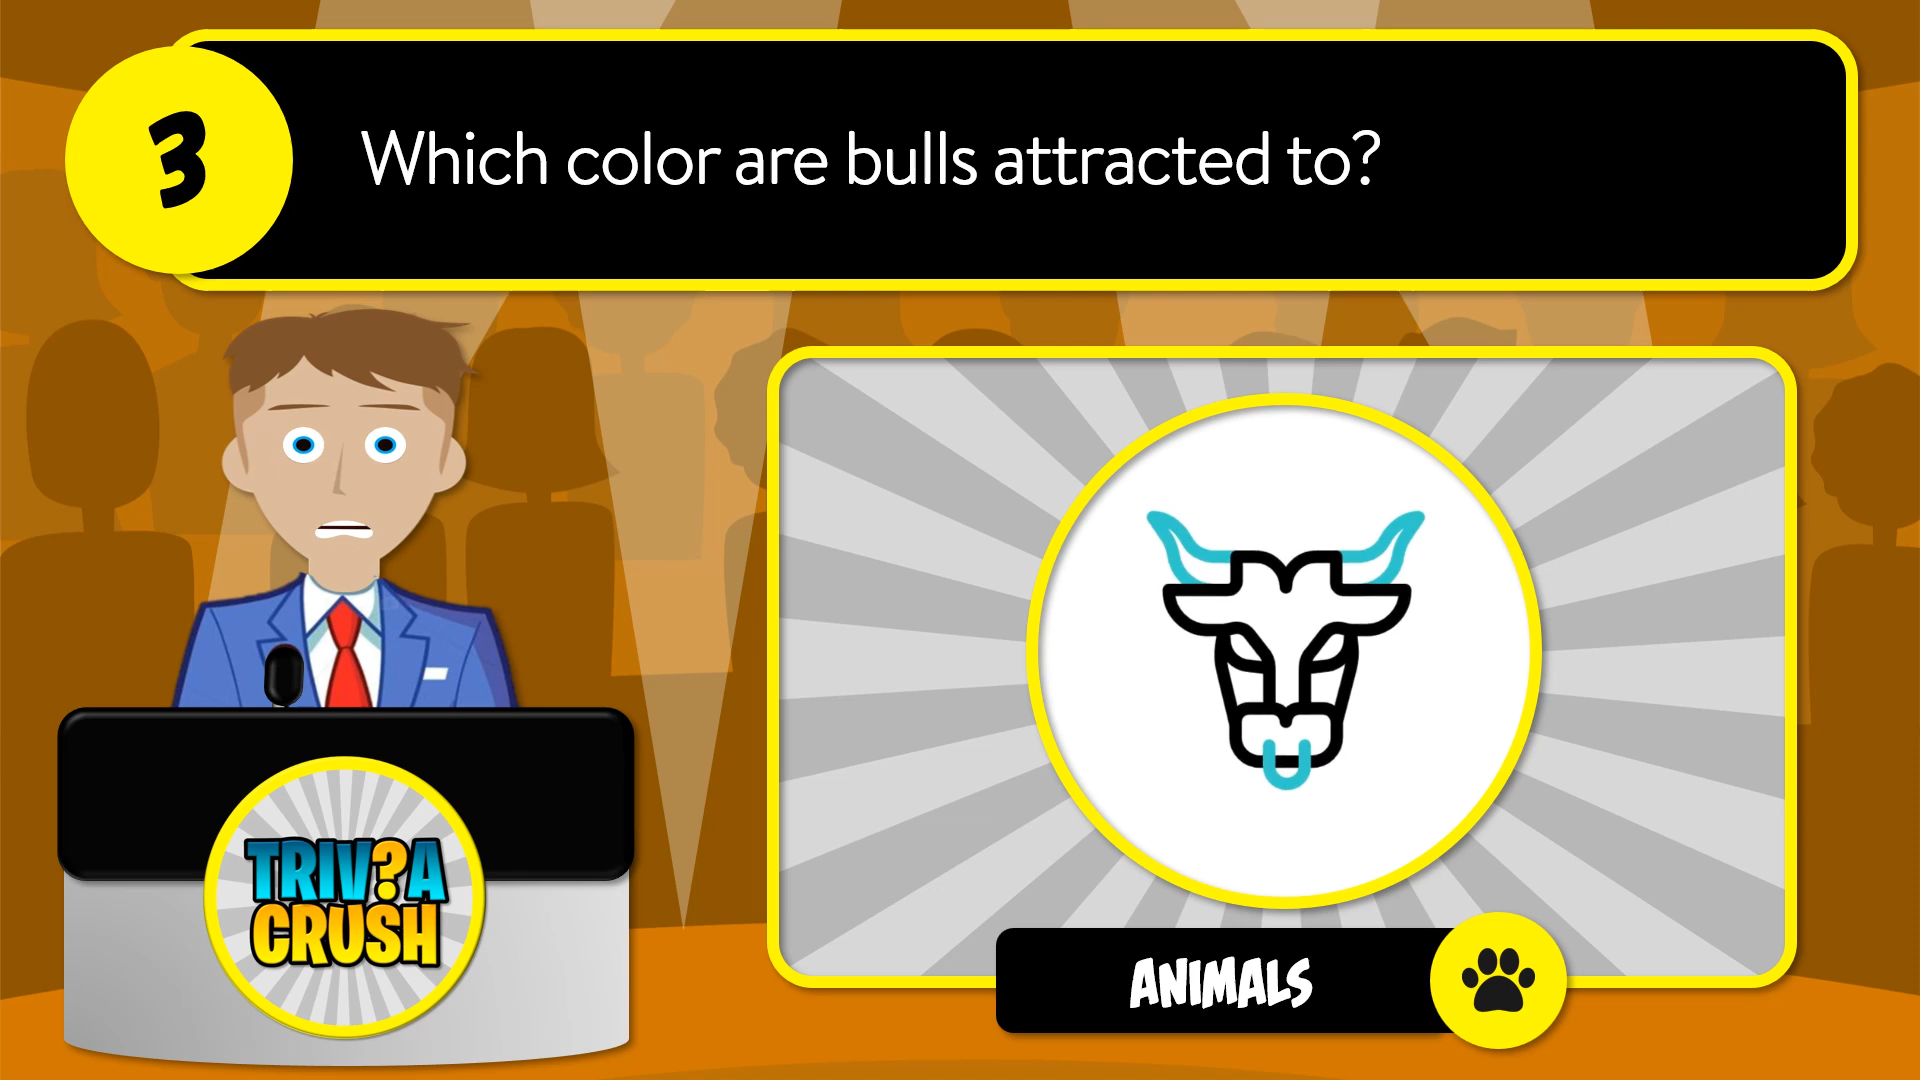 3
Which color are bulls attracted to?
TRIV?A
CRUSH
ANIMALS